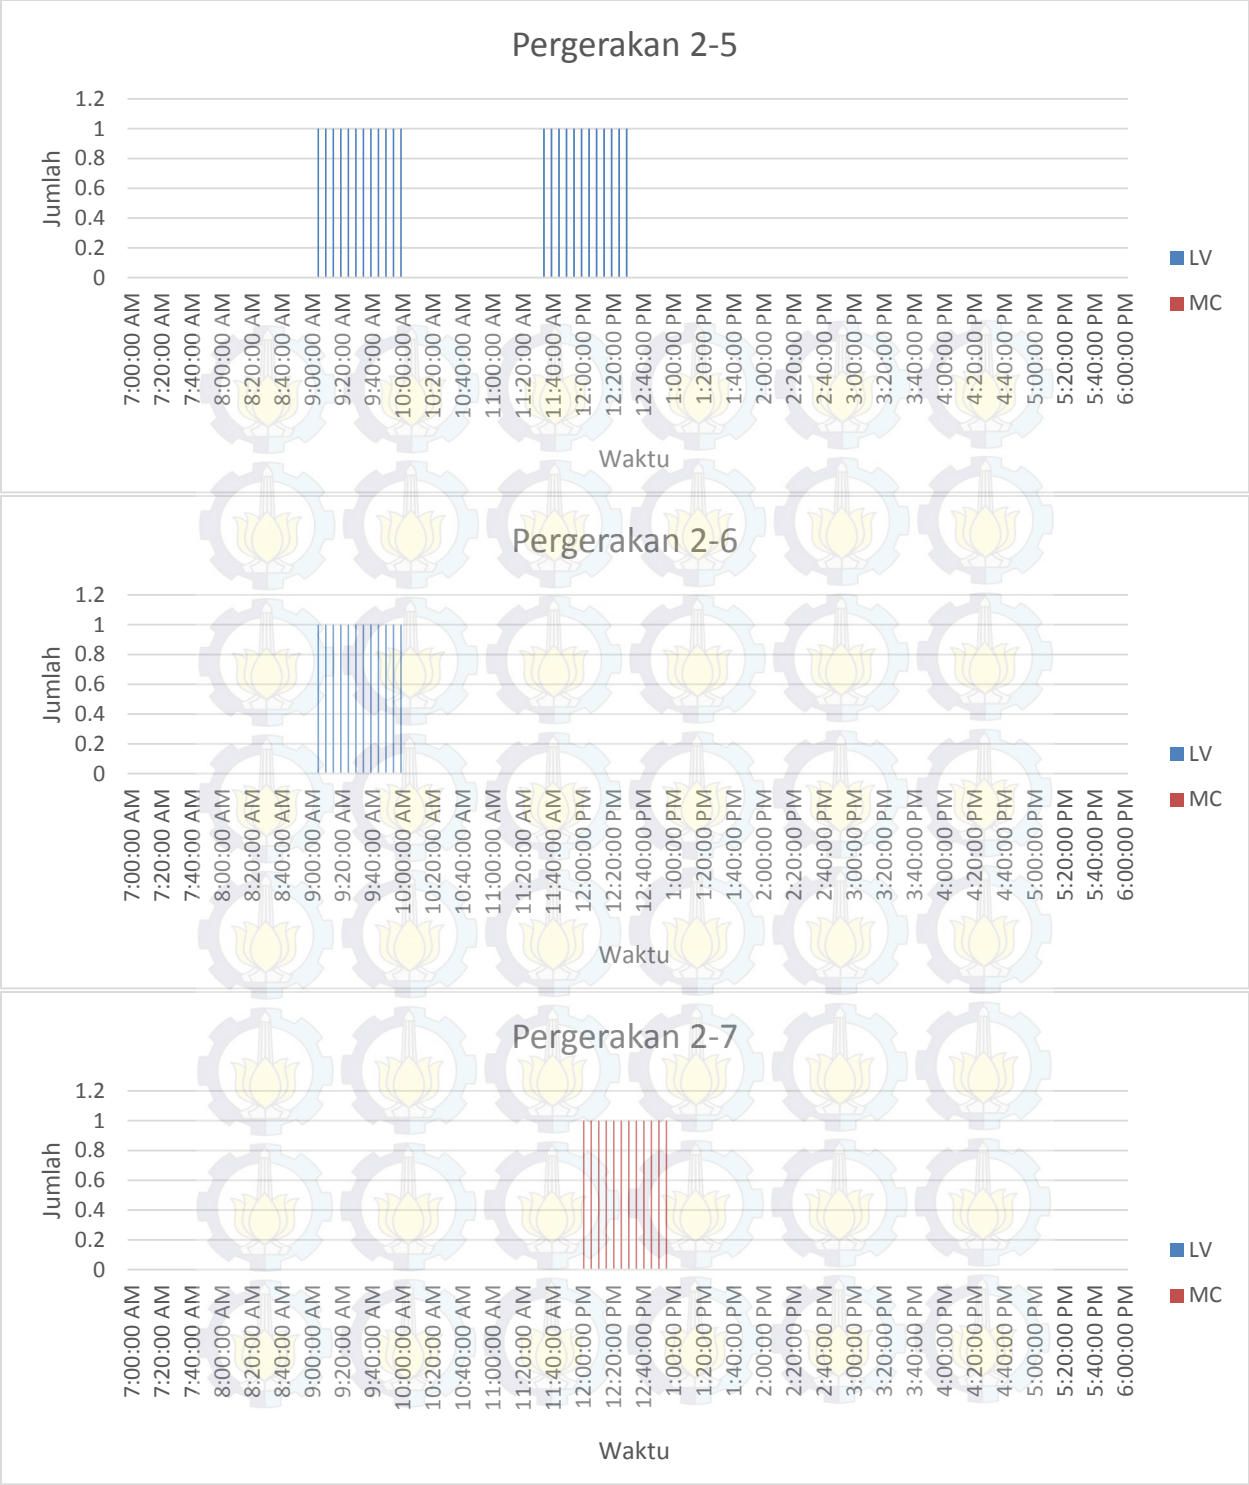 Pergerakan 2-5
1.2
1
0.8
0.6
0.4
0.2
0
Jumlah
7:00:00 AM
7:20:00 AM
7:40:00 AM
8:00:00 AM
8:20:00 AM
8:40:00 AM
9:00:00 AM
9:20:00 AM
9:40:00 AM
10:00:00 AM
10:20:00 AM
10:40:00 AM
11:00:00 AM
11:20:00 AM
11:40:00 AM
12:00:00 PM
12:20:00 PM
12:40:00 PM
1:00:00 PM
1:20:00 PM
1:40:00 PM
2:00:00 PM
2:20:00 PM
2:40:00 PM
3:00:00 PM
3:20:00 PM
3:40:00 PM
4:00:00 PM
4:20:00 PM
4:40:00 PM
5:00:00 PM
5:20:00 PM
5:40:00 PM
6:00:00 PM
Waktu
LV
MC
Pergerakan 2-6
1.2
1
0.8
0.6
0.4
0.2
0
Jumlah
7:00:00 AM
7:20:00 AM
7:40:00 AM
8:00:00 AM
8:20:00 AM
8:40:00 AM
9:00:00 AM
9:20:00 AM
9:40:00 AM
10:00:00 AM
10:20:00 AM
10:40:00 AM
11:00:00 AM
11:20:00 AM
11:40:00 AM
12:00:00 PM
12:20:00 PM
12:40:00 PM
1:00:00 PM
1:20:00 PM
1:40:00 PM
2:00:00 PM
2:20:00 PM
2:40:00 PM
3:00:00 PM
3:20:00 PM
3:40:00 PM
4:00:00 PM
4:20:00 PM
4:40:00 PM
5:00:00 PM
5:20:00 PM
5:40:00 PM
6:00:00 PM
Waktu
LV
MC
Pergerakan 2-7
1.2
1
0.8
0.6
0.4
0.2
0
Jumlah
7:00:00 AM
7:20:00 AM
7:40:00 AM
8:00:00 AM
8:20:00 AM
8:40:00 AM
9:00:00 AM
9:20:00 AM
9:40:00 AM
10:00:00 AM
10:20:00 AM
10:40:00 AM
11:00:00 AM
11:20:00 AM
11:40:00 AM
12:00:00 PM
12:20:00 PM
12:40:00 PM
1:00:00 PM
1:20:00 PM
1:40:00 PM
2:00:00 PM
2:20:00 PM
2:40:00 PM
3:00:00 PM
3:20:00 PM
3:40:00 PM
4:00:00 PM
4:20:00 PM
4:40:00 PM
5:00:00 PM
5:20:00 PM
5:40:00 PM
6:00:00 PM
Waktu
LV
MC